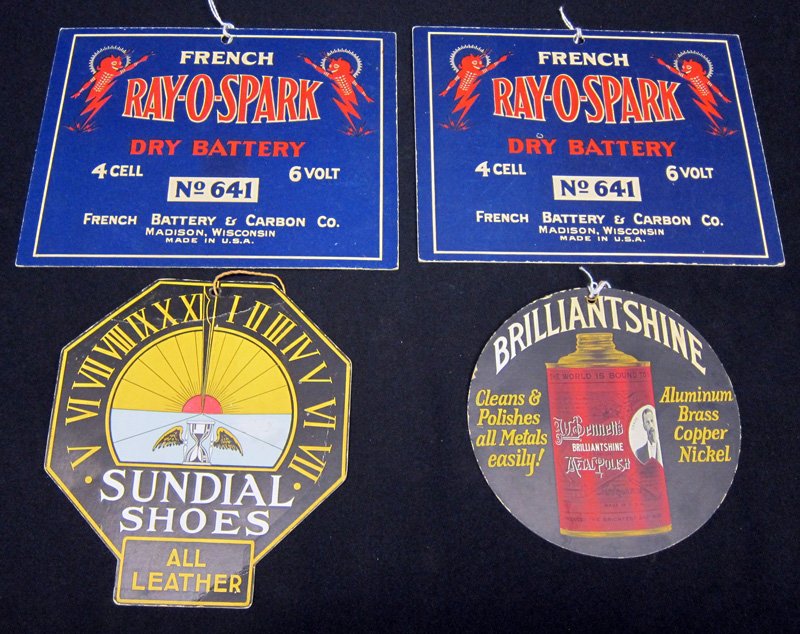 FRENCH
RAY-O-SPARK
DRY BATTERY
4 CELL
6 VOLT
No 641
FRENCH BATTERY & CARBON CO.
MADISON, WISCONSIN
MADE IN U.S.A.
FRENCH
RAY-O-SPARK
DRY BATTERY
4 CELL
6 VOLT
No 641
FRENCH BATTERY & CARBON CO.
MADISON, WISCONSIN
MADE IN U.S.A.
V VI VII VIII IX X XI I II III IV V VI VII
SUNDIAL
SHOES
ALL
LEATHER
BRILLIANTSHINE
Cleans &
Polishes
all Metals
easily!
THE WORLD IS BOUND TO
Bennett's
BRILLIANTSHINE
METAL POLISH
Aluminum
Brass
Copper
Nickel